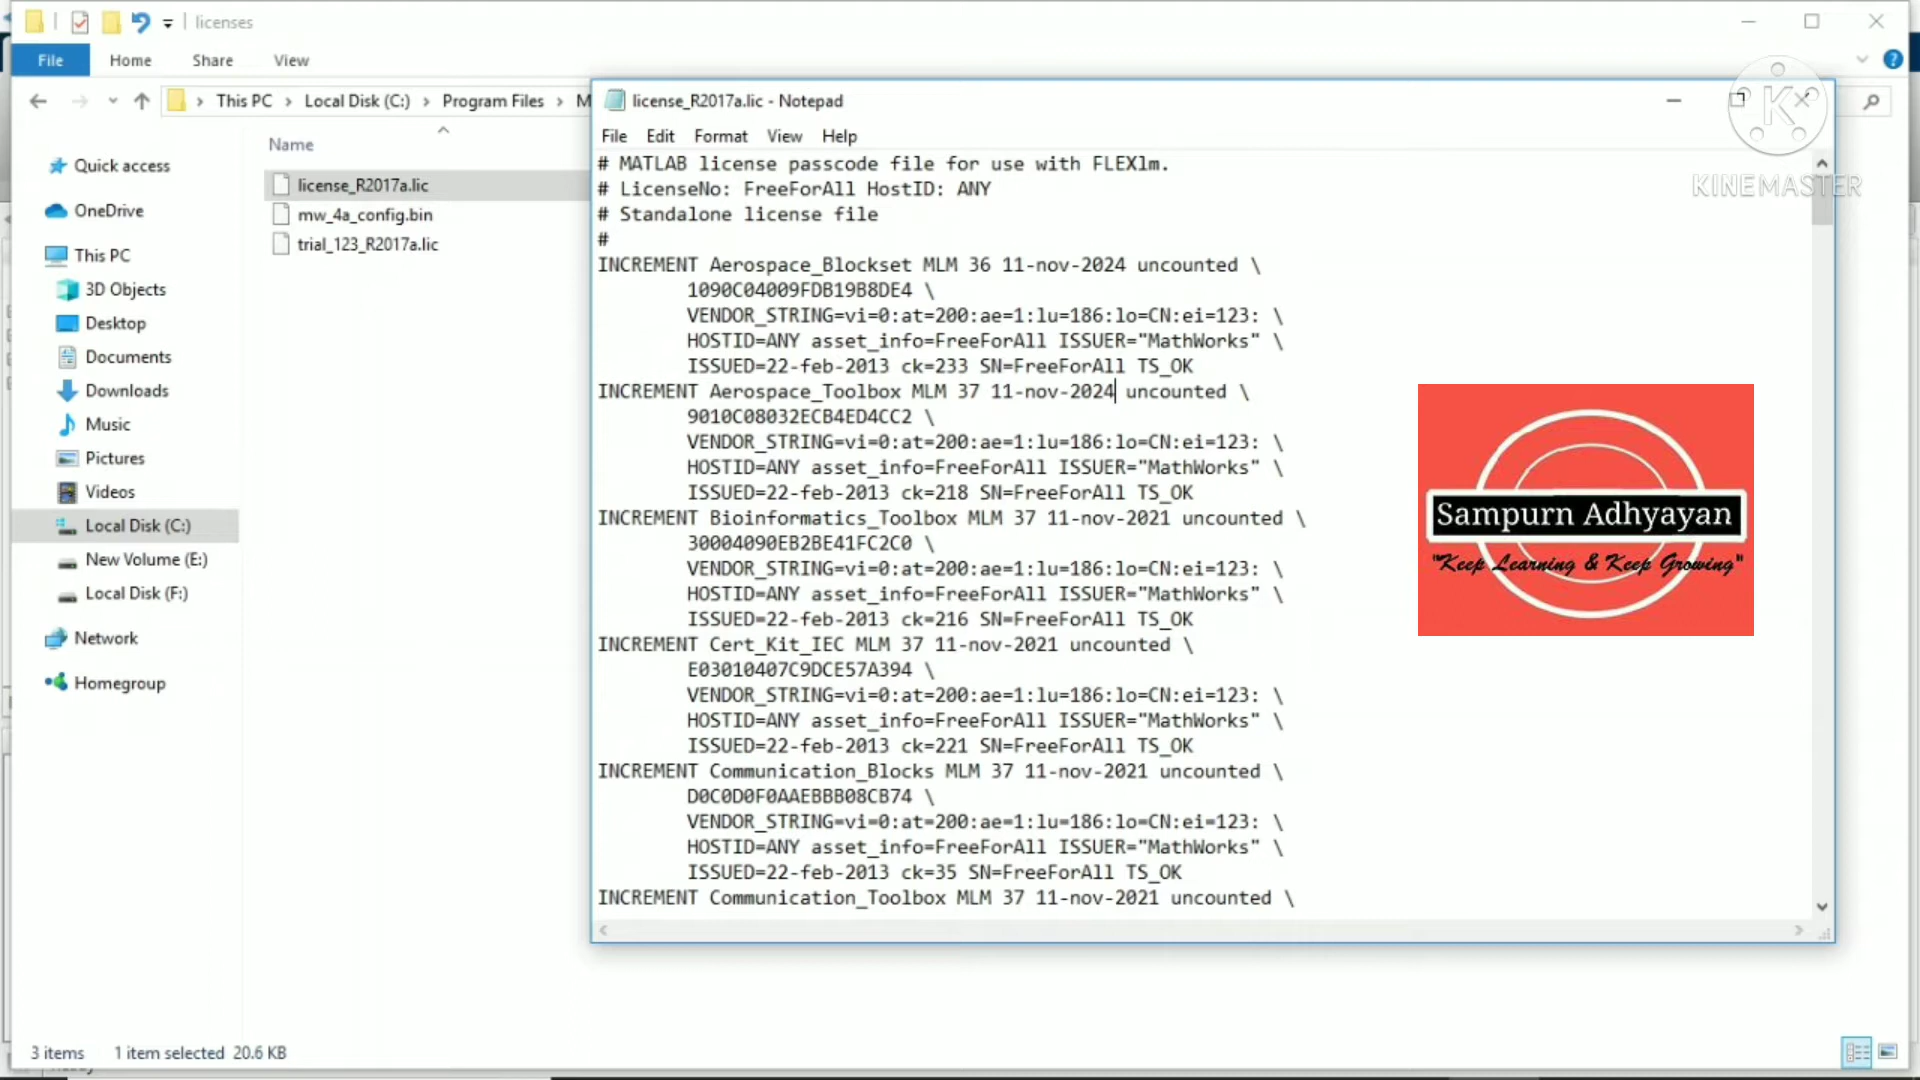 licenses
File Home Share View
This PC Local Disk (C:) Program Files M
Name
Quick access
OneDrive
This PC
3D Objects
Desktop
Documents
Downloads
Music
Pictures
Videos
Local Disk (C:)
New Volume (E:)
Local Disk (F:)
Network
Homegroup
license_R2017a.lic
mw_4a_config.bin
trial_123_R2017a.lic
license_R2017a.lic - Notepad
File Edit Format View Help
# MATLAB license passcode file for use with FLEXlm.
# LicenseNo: FreeForAll HostID: ANY
# Standalone license file
#
INCREMENT Aerospace_Blockset MLM 36 11-nov-2024 uncounted \
1090C04009FDB19B8DE4 \
VENDOR_STRING=vi=0:at=200:ae=1:lu=186:lo=CN:ei=123: \
HOSTID=ANY asset_info=FreeForAll ISSUER="MathWorks" \
ISSUED=22-feb-2013 ck=233 SN=FreeForAll TS_OK
INCREMENT Aerospace_Toolbox MLM 37 11-nov-2024 uncounted \
9010C08032ECB4ED4CC2 \
VENDOR_STRING=vi=0:at=200:ae=1:lu=186:lo=CN:ei=123: \
HOSTID=ANY asset_info=FreeForAll ISSUER="MathWorks" \
ISSUED=22-feb-2013 ck=218 SN=FreeForAll TS_OK
INCREMENT Bioinformatics_Toolbox MLM 37 11-nov-2021 uncounted \
30004090EB2BE41FC2C0 \
VENDOR_STRING=vi=0:at=200:ae=1:lu=186:lo=CN:ei=123: \
HOSTID=ANY asset_info=FreeForAll ISSUER="MathWorks" \
ISSUED=22-feb-2013 ck=216 SN=FreeForAll TS_OK
INCREMENT Cert_Kit_IEC MLM 37 11-nov-2021 uncounted \
E03010407C9DCE57A394 \
VENDOR_STRING=vi=0:at=200:ae=1:lu=186:lo=CN:ei=123: \
HOSTID=ANY asset_info=FreeForAll ISSUER="MathWorks" \
ISSUED=22-feb-2013 ck=221 SN=FreeForAll TS_OK
INCREMENT Communication_Blocks MLM 37 11-nov-2021 uncounted \
D0C0D0F0AAEBBB08CB74 \
VENDOR_STRING=vi=0:at=200:ae=1:lu=186:lo=CN:ei=123: \
HOSTID=ANY asset_info=FreeForAll ISSUER="MathWorks" \
ISSUED=22-feb-2013 ck=35 SN=FreeForAll TS_OK
INCREMENT Communication_Toolbox MLM 37 11-nov-2021 uncounted \
K
KINEMASTER
Sampurn Adhyayan
"Keep Learning & Keep Growing"
3 items 1 item selected 20.6 KB